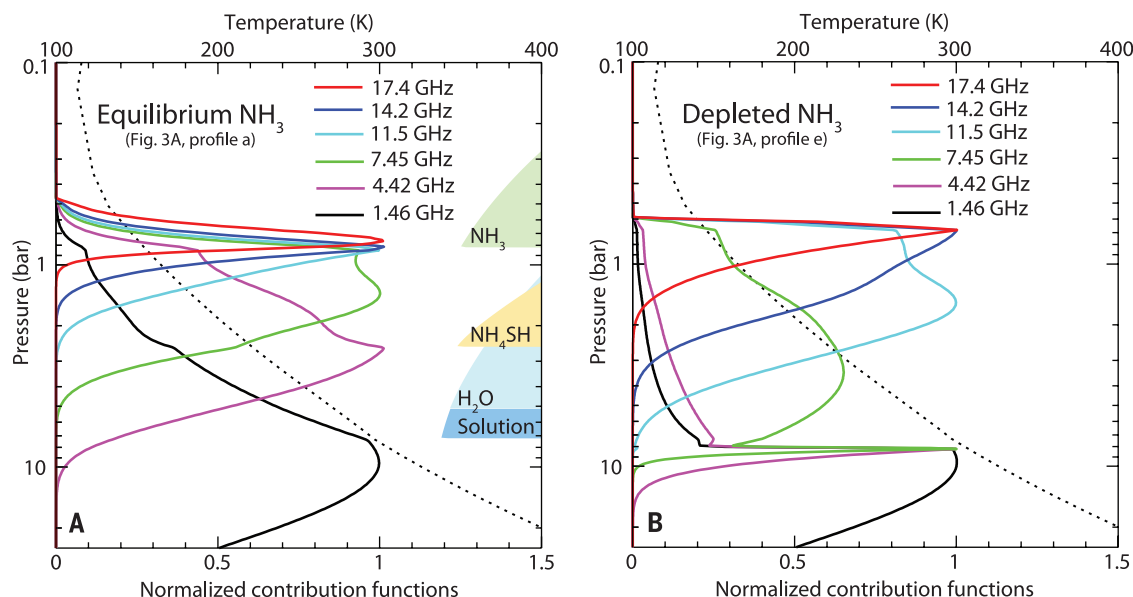 Temperature (K)
100 200 300 400
0.1
1
10
Pressure (bar)
Equilibrium NH3
(Fig. 3A, profile a)
17.4 GHz
14.2 GHz
11.5 GHz
7.45 GHz
4.42 GHz
1.46 GHz
NH3
NH4SH
H2O
Solution
A
0 0.5 1 1.5
Normalized contribution functions
Temperature (K)
100 200 300 400
0.1
1
10
Pressure (bar)
Depleted NH3
(Fig. 3A, profile e)
17.4 GHz
14.2 GHz
11.5 GHz
7.45 GHz
4.42 GHz
1.46 GHz
B
0 0.5 1 1.5
Normalized contribution functions